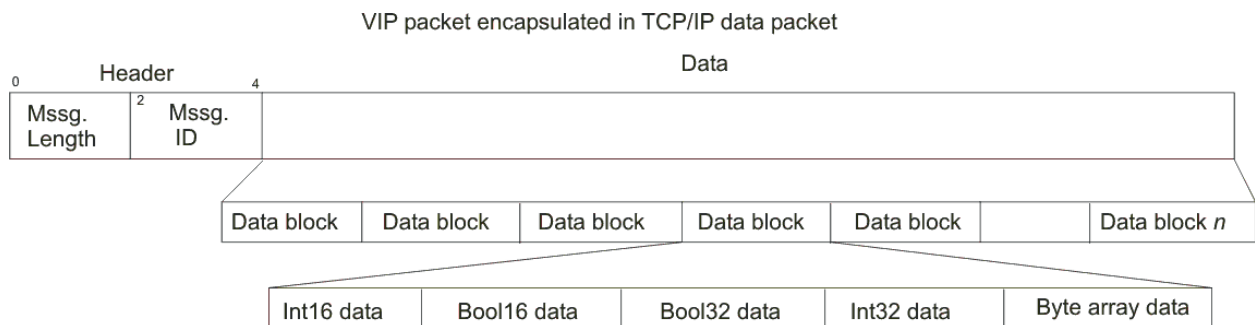 VIP packet encapsulated in TCP/IP data packet
Header
Data
0
4
Mssg.
Length
2
Mssg.
ID
Data block
Data block
Data block
Data block
Data block
Data block n
Int16 data
Bool16 data
Bool32 data
Int32 data
Byte array data